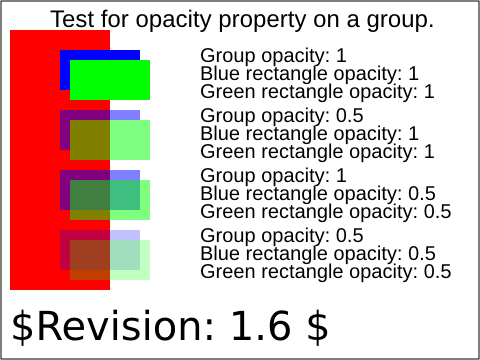 Test for opacity property on a group.
Group opacity: 1
Blue rectangle opacity: 1
Green rectangle opacity: 1
Group opacity: 0.5
Blue rectangle opacity: 1
Green rectangle opacity: 1
Group opacity: 1
Blue rectangle opacity: 0.5
Green rectangle opacity: 0.5
Group opacity: 0.5
Blue rectangle opacity: 0.5
Green rectangle opacity: 0.5
$Revision: 1.6 $